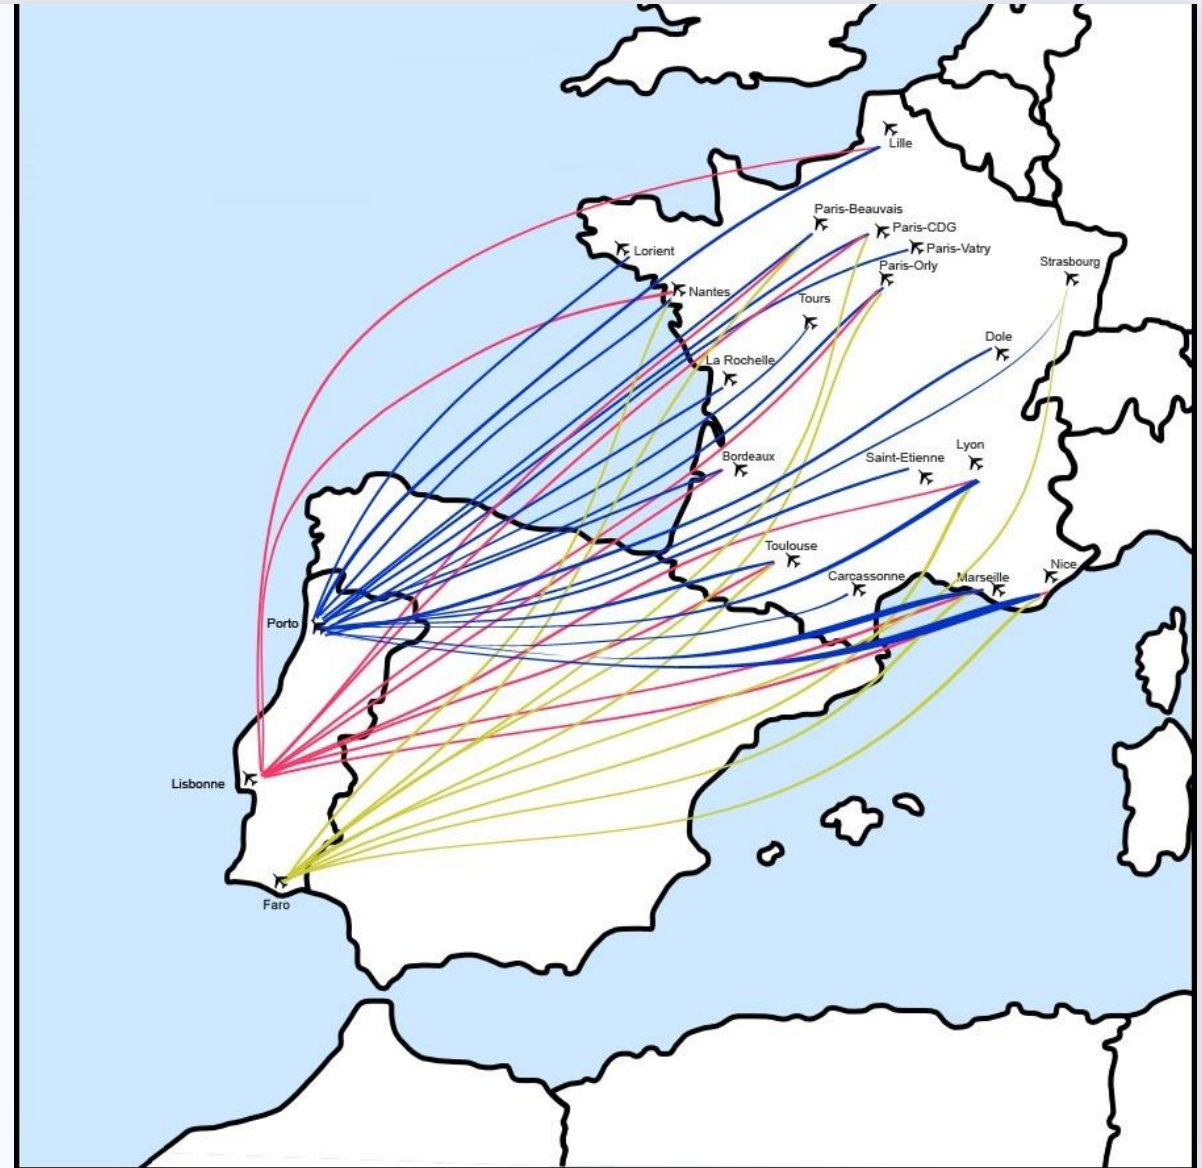 Lille
Paris-Beauvais
Paris-CDG
Lorient
Paris-Vatry
Paris-Orly
Strasbourg
Nantes
Tours
Dole
La Rochelle
Lyon
Bordeaux
Saint-Etienne
Toulouse
Carcassonne
Marseille
Nice
Porto
Lisbonne
Faro